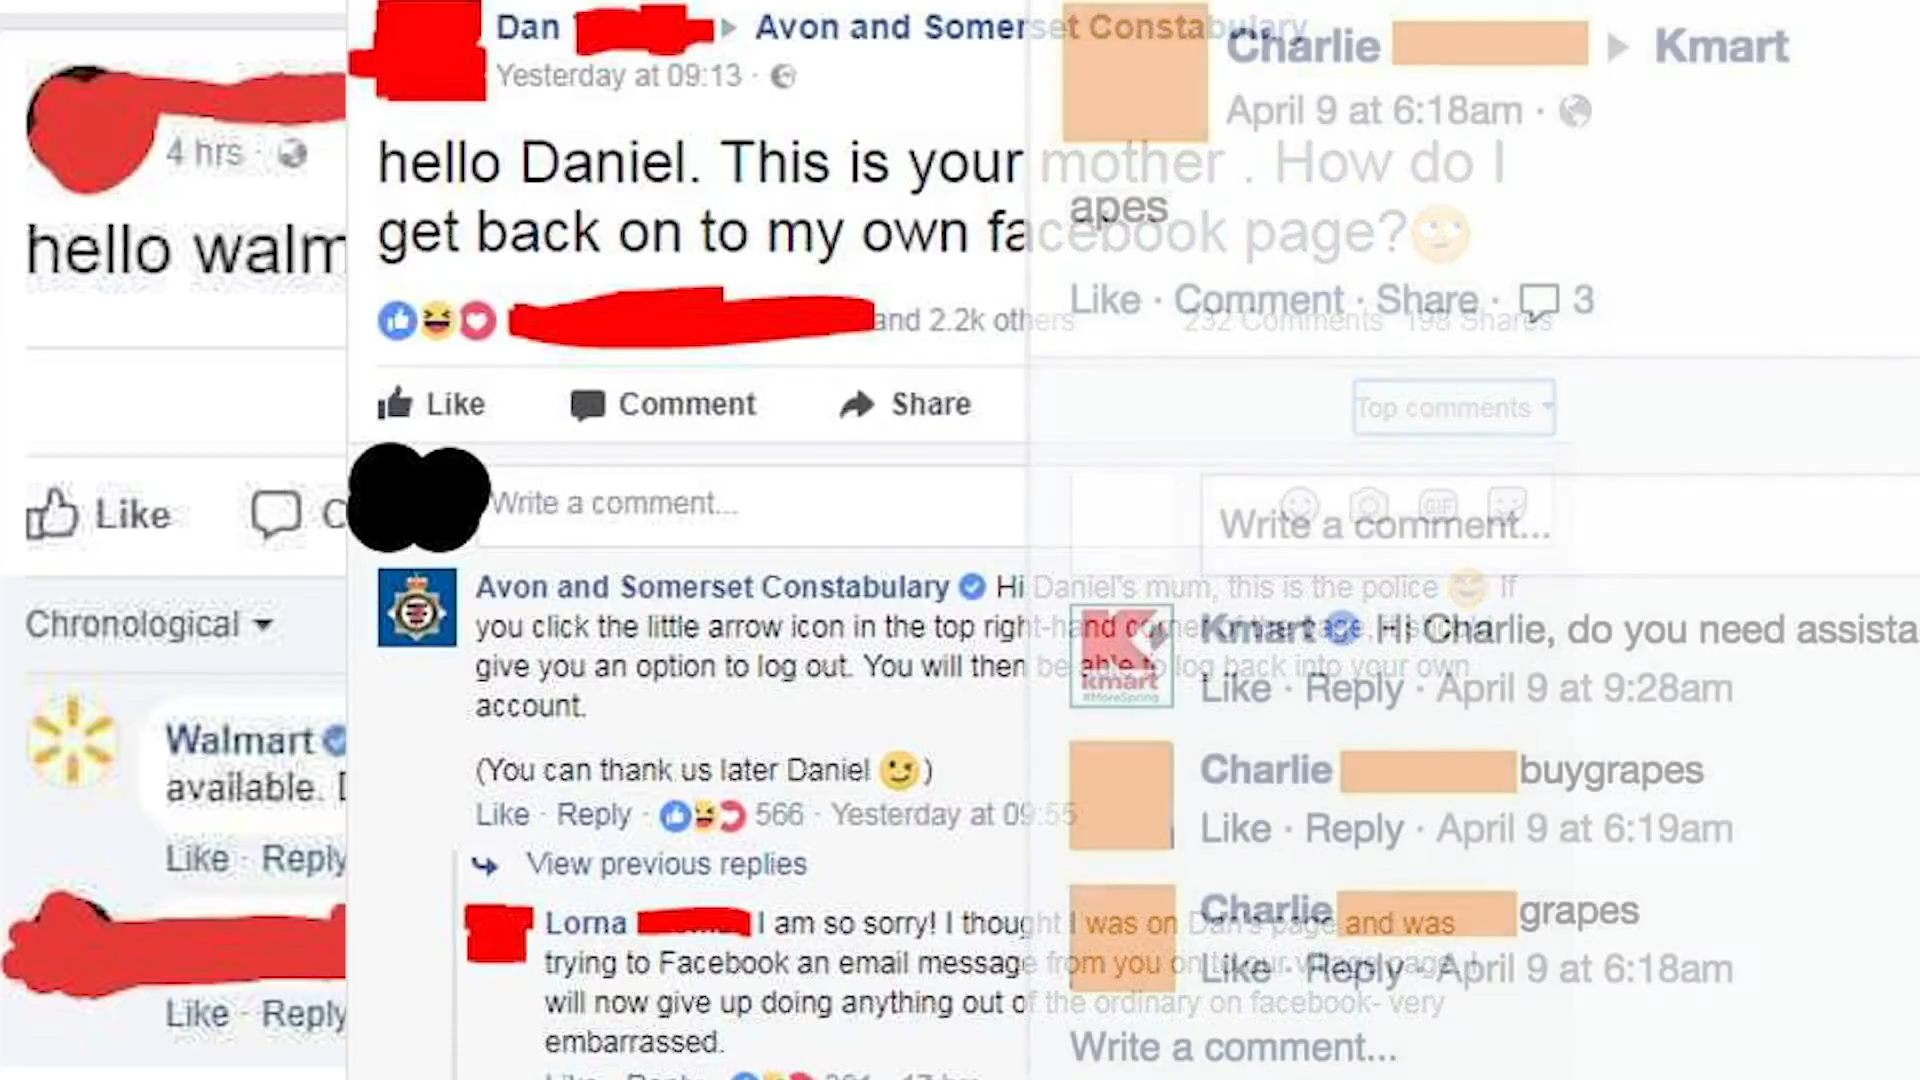 4 hrs ·
hello walm
Like C
Chronological
Walmart
available.
Like · Reply
Like · Reply
Dan Avon and Somerset Constabulary
Yesterday at 09:13 ·
hello Daniel. This is your mother . How do I
get back on to my own facebook page?
and 2.2k others 232 Comments 198 Shares
Like Comment Share
Top comments
Write a comment...
GIF
Avon and Somerset Constabulary Hi Daniel's mum, this is the police If
you click the little arrow icon in the top right-hand corner
give you an option to log out. You will then be able to log back into your own
account.
(You can thank us later Daniel )
Like · Reply · 566 · Yesterday at 09:55
View previous replies
Lorna I am so sorry! I thought I was on Dan's page and was
trying to Facebook an email message from you on to our village page. I
will now give up doing anything out of the ordinary on facebook- very
embarrassed.
Charlie Kmart
April 9 at 6:18am ·
apes
Like · Comment · Share · 3
Write a comment...
kmart
#MoreSpring
Kmart Hi Charlie, do you need assista
Like · Reply · April 9 at 9:28am
Charlie buygrapes
Like · Reply · April 9 at 6:19am
Charlie grapes
Like · Reply · April 9 at 6:18am
Write a comment...